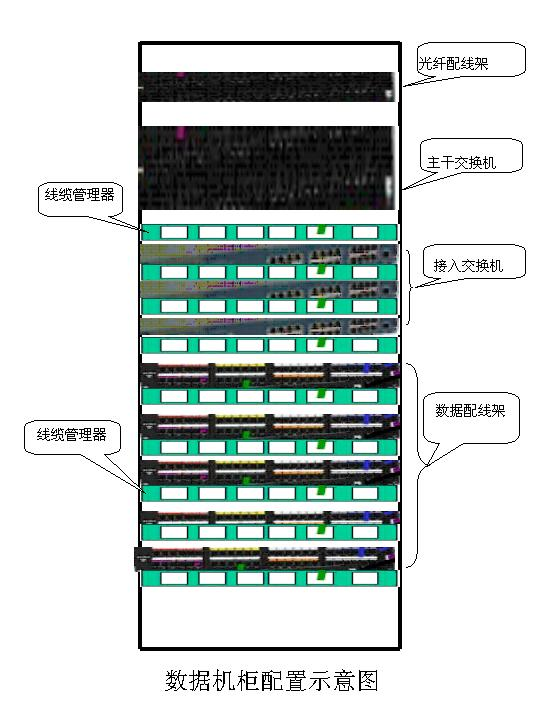 光纤配线架
主干交换机
线缆管理器
接入交换机
数据配线架
线缆管理器
数据机柜配置示意图